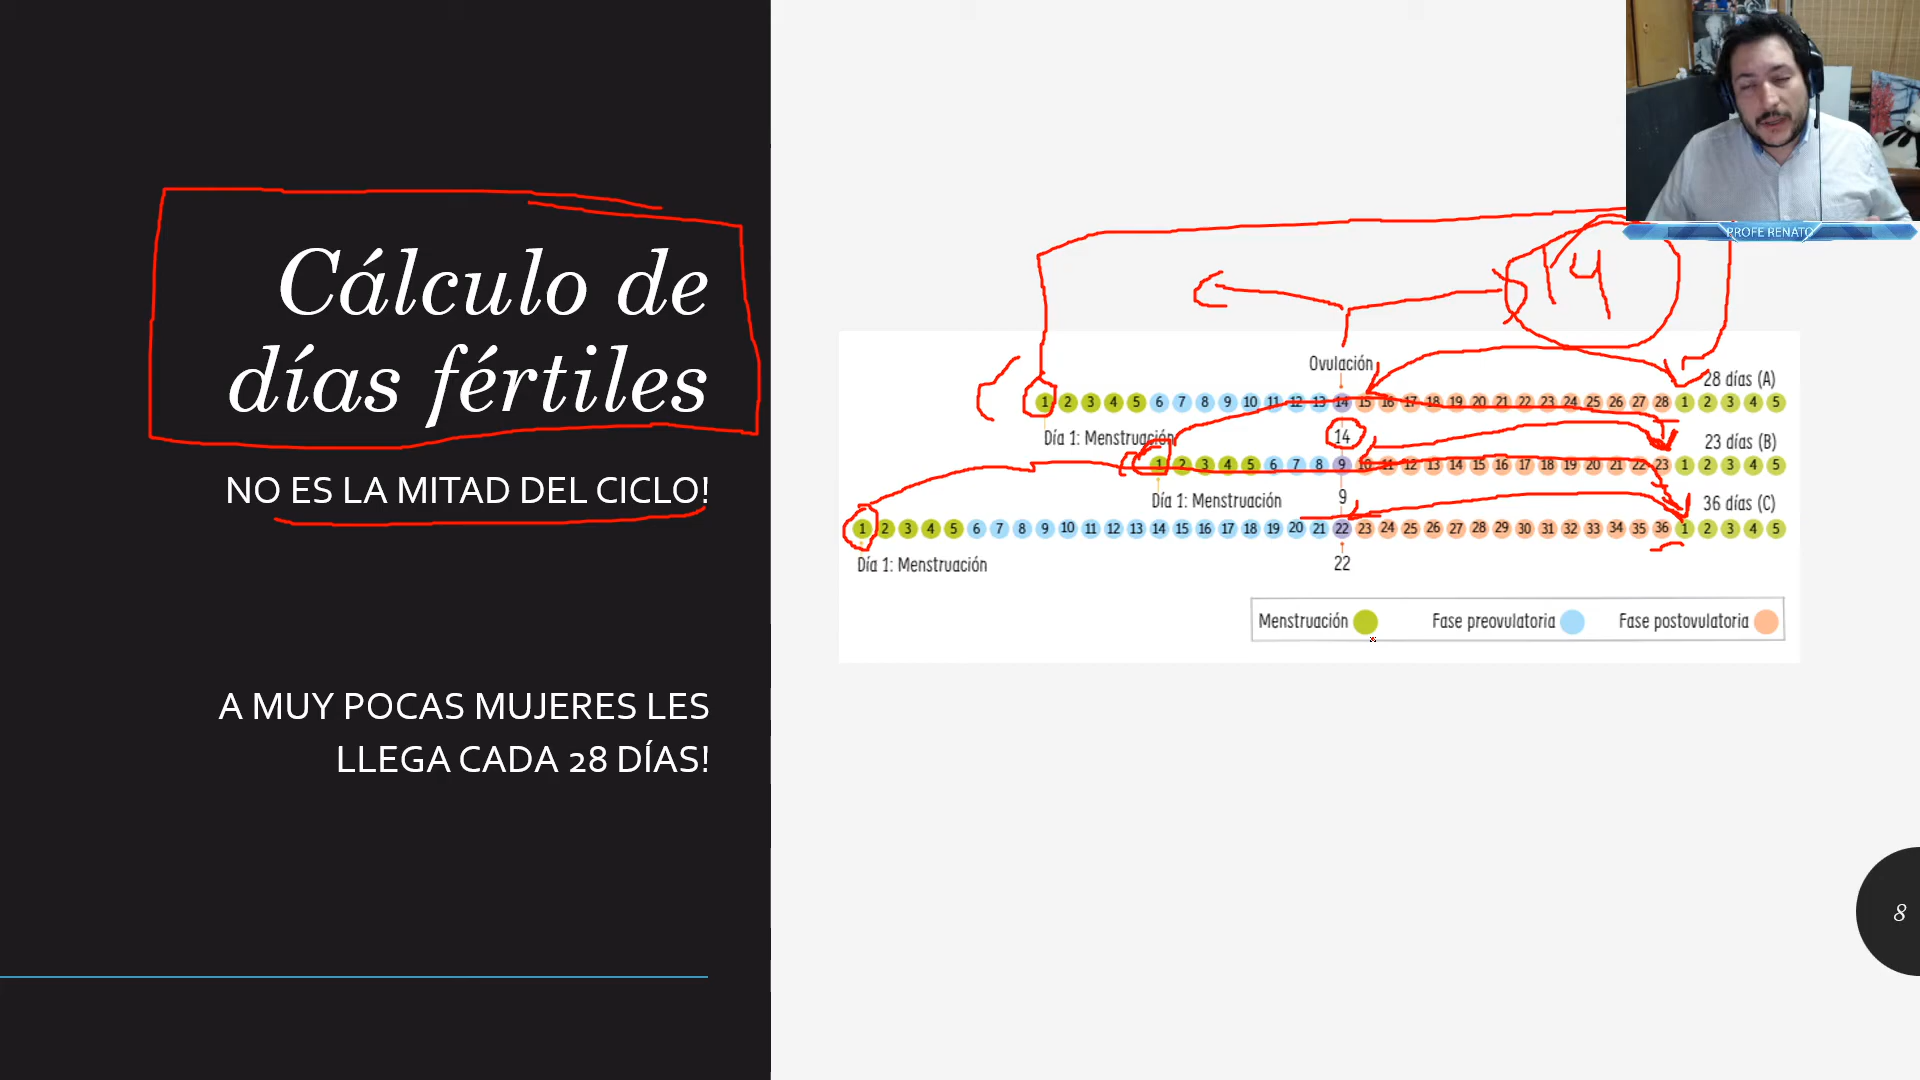 Cálculo de
días fértiles
NO ES LA MITAD DEL CICLO!
A MUY POCAS MUJERES LES
LLEGA CADA 28 DÍAS!
PROFE RENATO
14
Ovulación
28 días (A)
1 2 3 4 5 6 7 8 9 10 11 12 13 14 15 16 17 18 19 20 21 22 23 24 25 26 27 28 1 2 3 4 5
Día 1: Menstruación
14
23 días (B)
1 2 3 4 5 6 7 8 9 10 11 12 13 14 15 16 17 18 19 20 21 22 23 1 2 3 4 5
Día 1: Menstruación
9
36 días (C)
1 2 3 4 5 6 7 8 9 10 11 12 13 14 15 16 17 18 19 20 21 22 23 24 25 26 27 28 29 30 31 32 33 34 35 36 1 2 3 4 5
Día 1: Menstruación
22
Menstruación Fase preovulatoria Fase postovulatoria
8